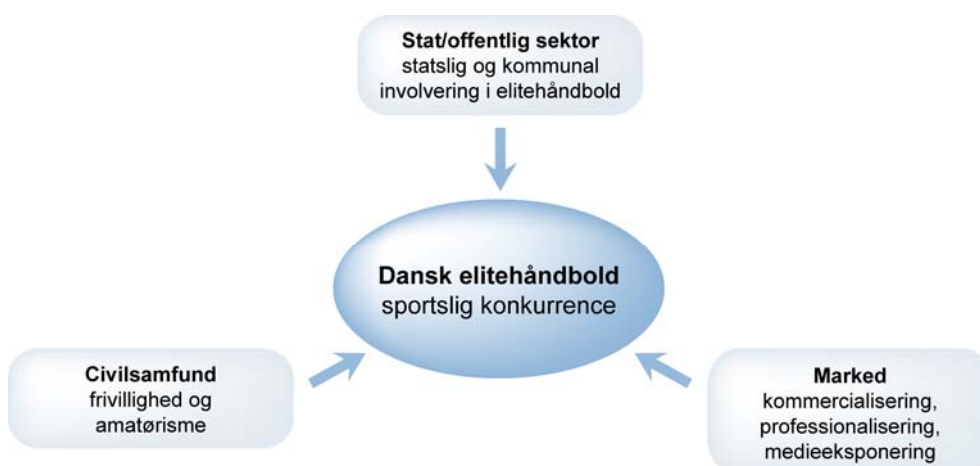 Stat/offentlig sektor
statslig og kommunal
involvering i elitehåndbold
Dansk elitehåndbold
sportslig konkurrence
Civilsamfund
frivillighed og
amatørisme
Marked
kommercialisering,
professionalisering,
medieeksponering